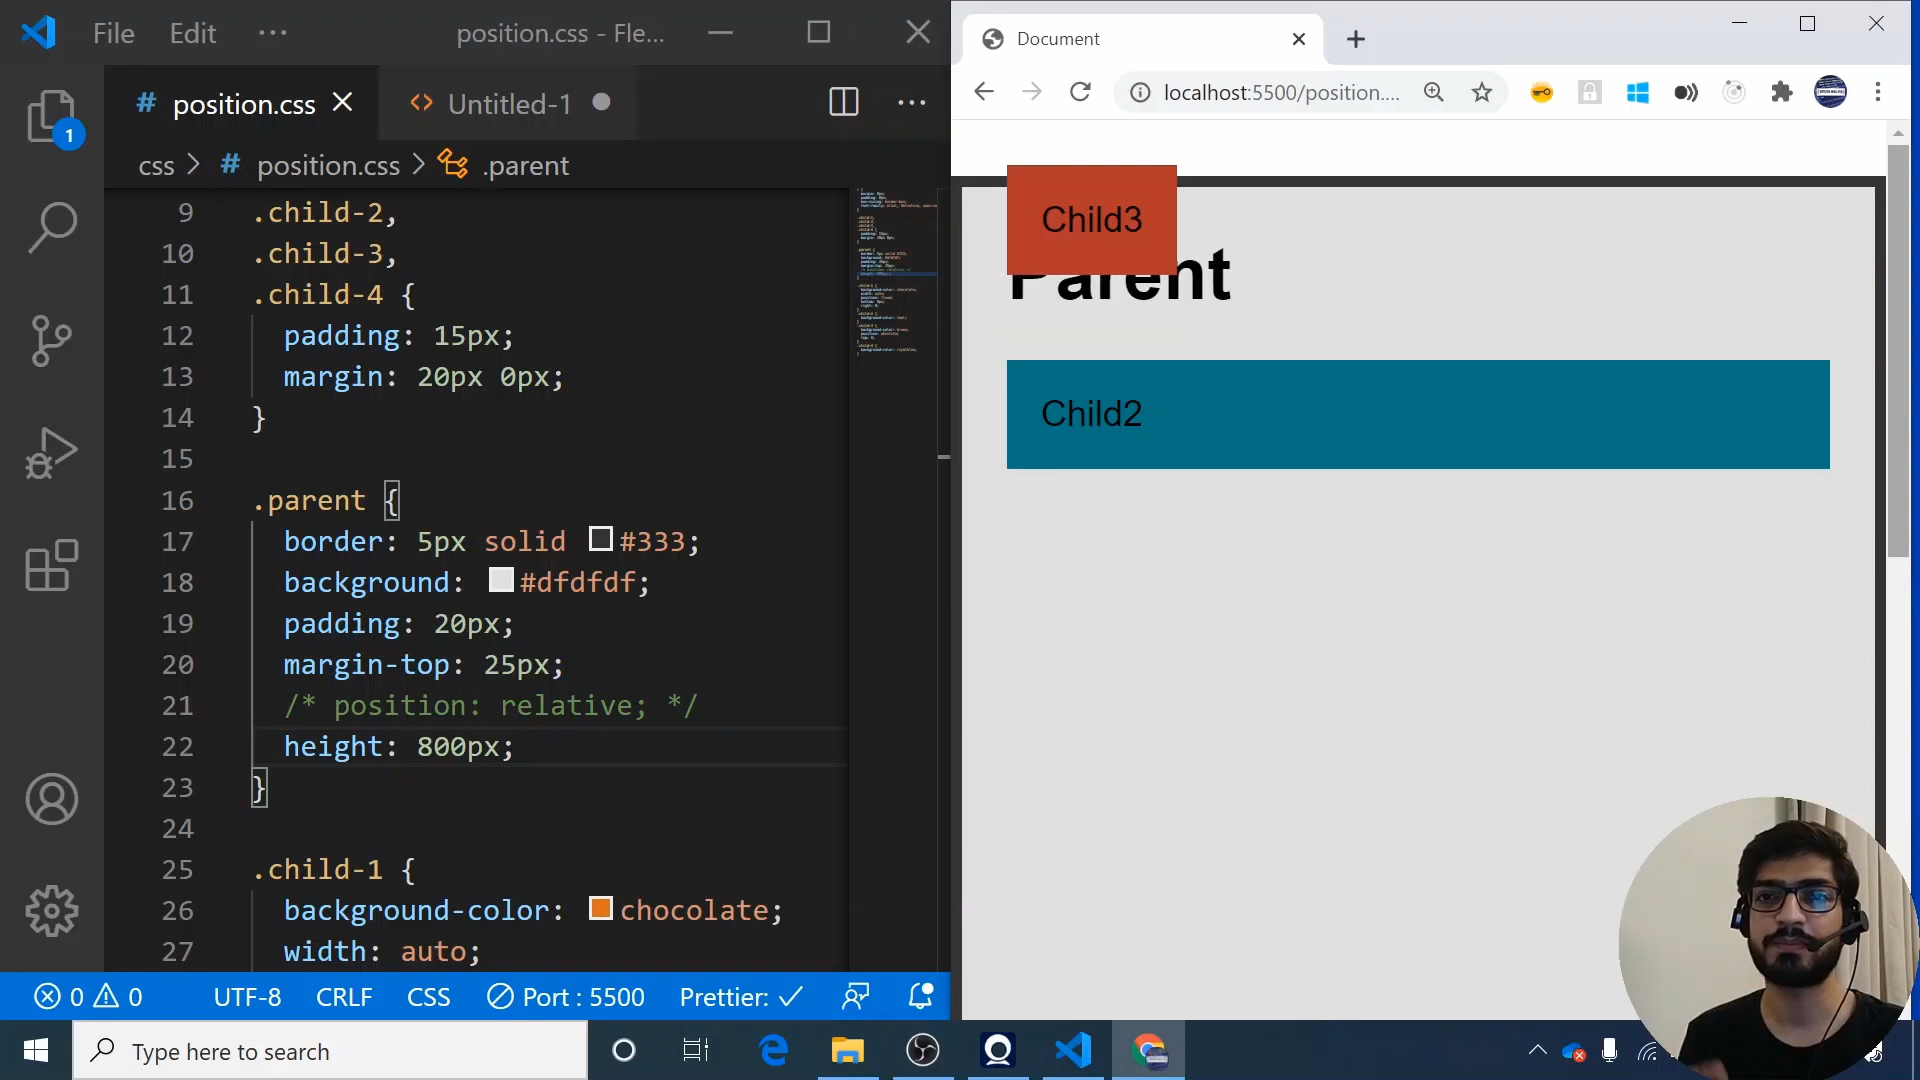 File Edit ··· position.css - Fle...
# position.css Untitled-1
css > # position.css > .parent
9 .child-2,
10 .child-3,
11 .child-4 {
12 padding: 15px;
13 margin: 20px 0px;
14 }
15
16 .parent {
17 border: 5px solid #333;
18 background: #dfdfdf;
19 padding: 20px;
20 margin-top: 25px;
21 /* position: relative; */
22 height: 800px;
23 }
24
25 .child-1 {
26 background-color: chocolate;
27 width: auto;
1
0 0 UTF-8 CRLF CSS Port : 5500 Prettier: ✓
Document
localhost:5500/position....
Child3
Parent
Child2
Type here to search